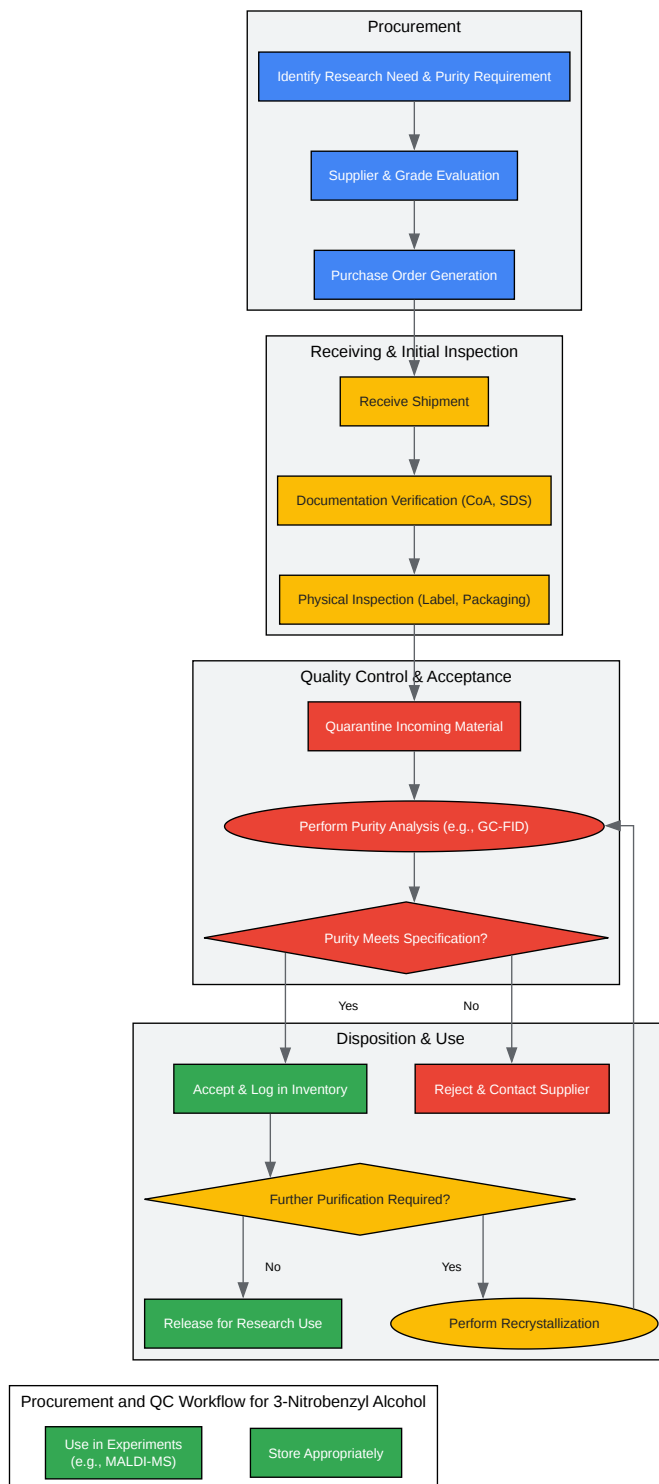 Procurement
Identify Research Need & Purity Requirement
Supplier & Grade Evaluation
Purchase Order Generation
Receiving & Initial Inspection
Receive Shipment
Documentation Verification (CoA, SDS)
Physical Inspection (Label, Packaging)
Quality Control & Acceptance
Quarantine Incoming Material
Perform Purity Analysis (e.g., GC-FID)
Purity Meets Specification?
Yes
No
Disposition & Use
Accept & Log in Inventory
Reject & Contact Supplier
Further Purification Required?
No
Yes
Release for Research Use
Perform Recrystallization
Procurement and QC Workflow for 3-Nitrobenzyl Alcohol
Use in Experiments
(e.g., MALDI-MS)
Store Appropriately